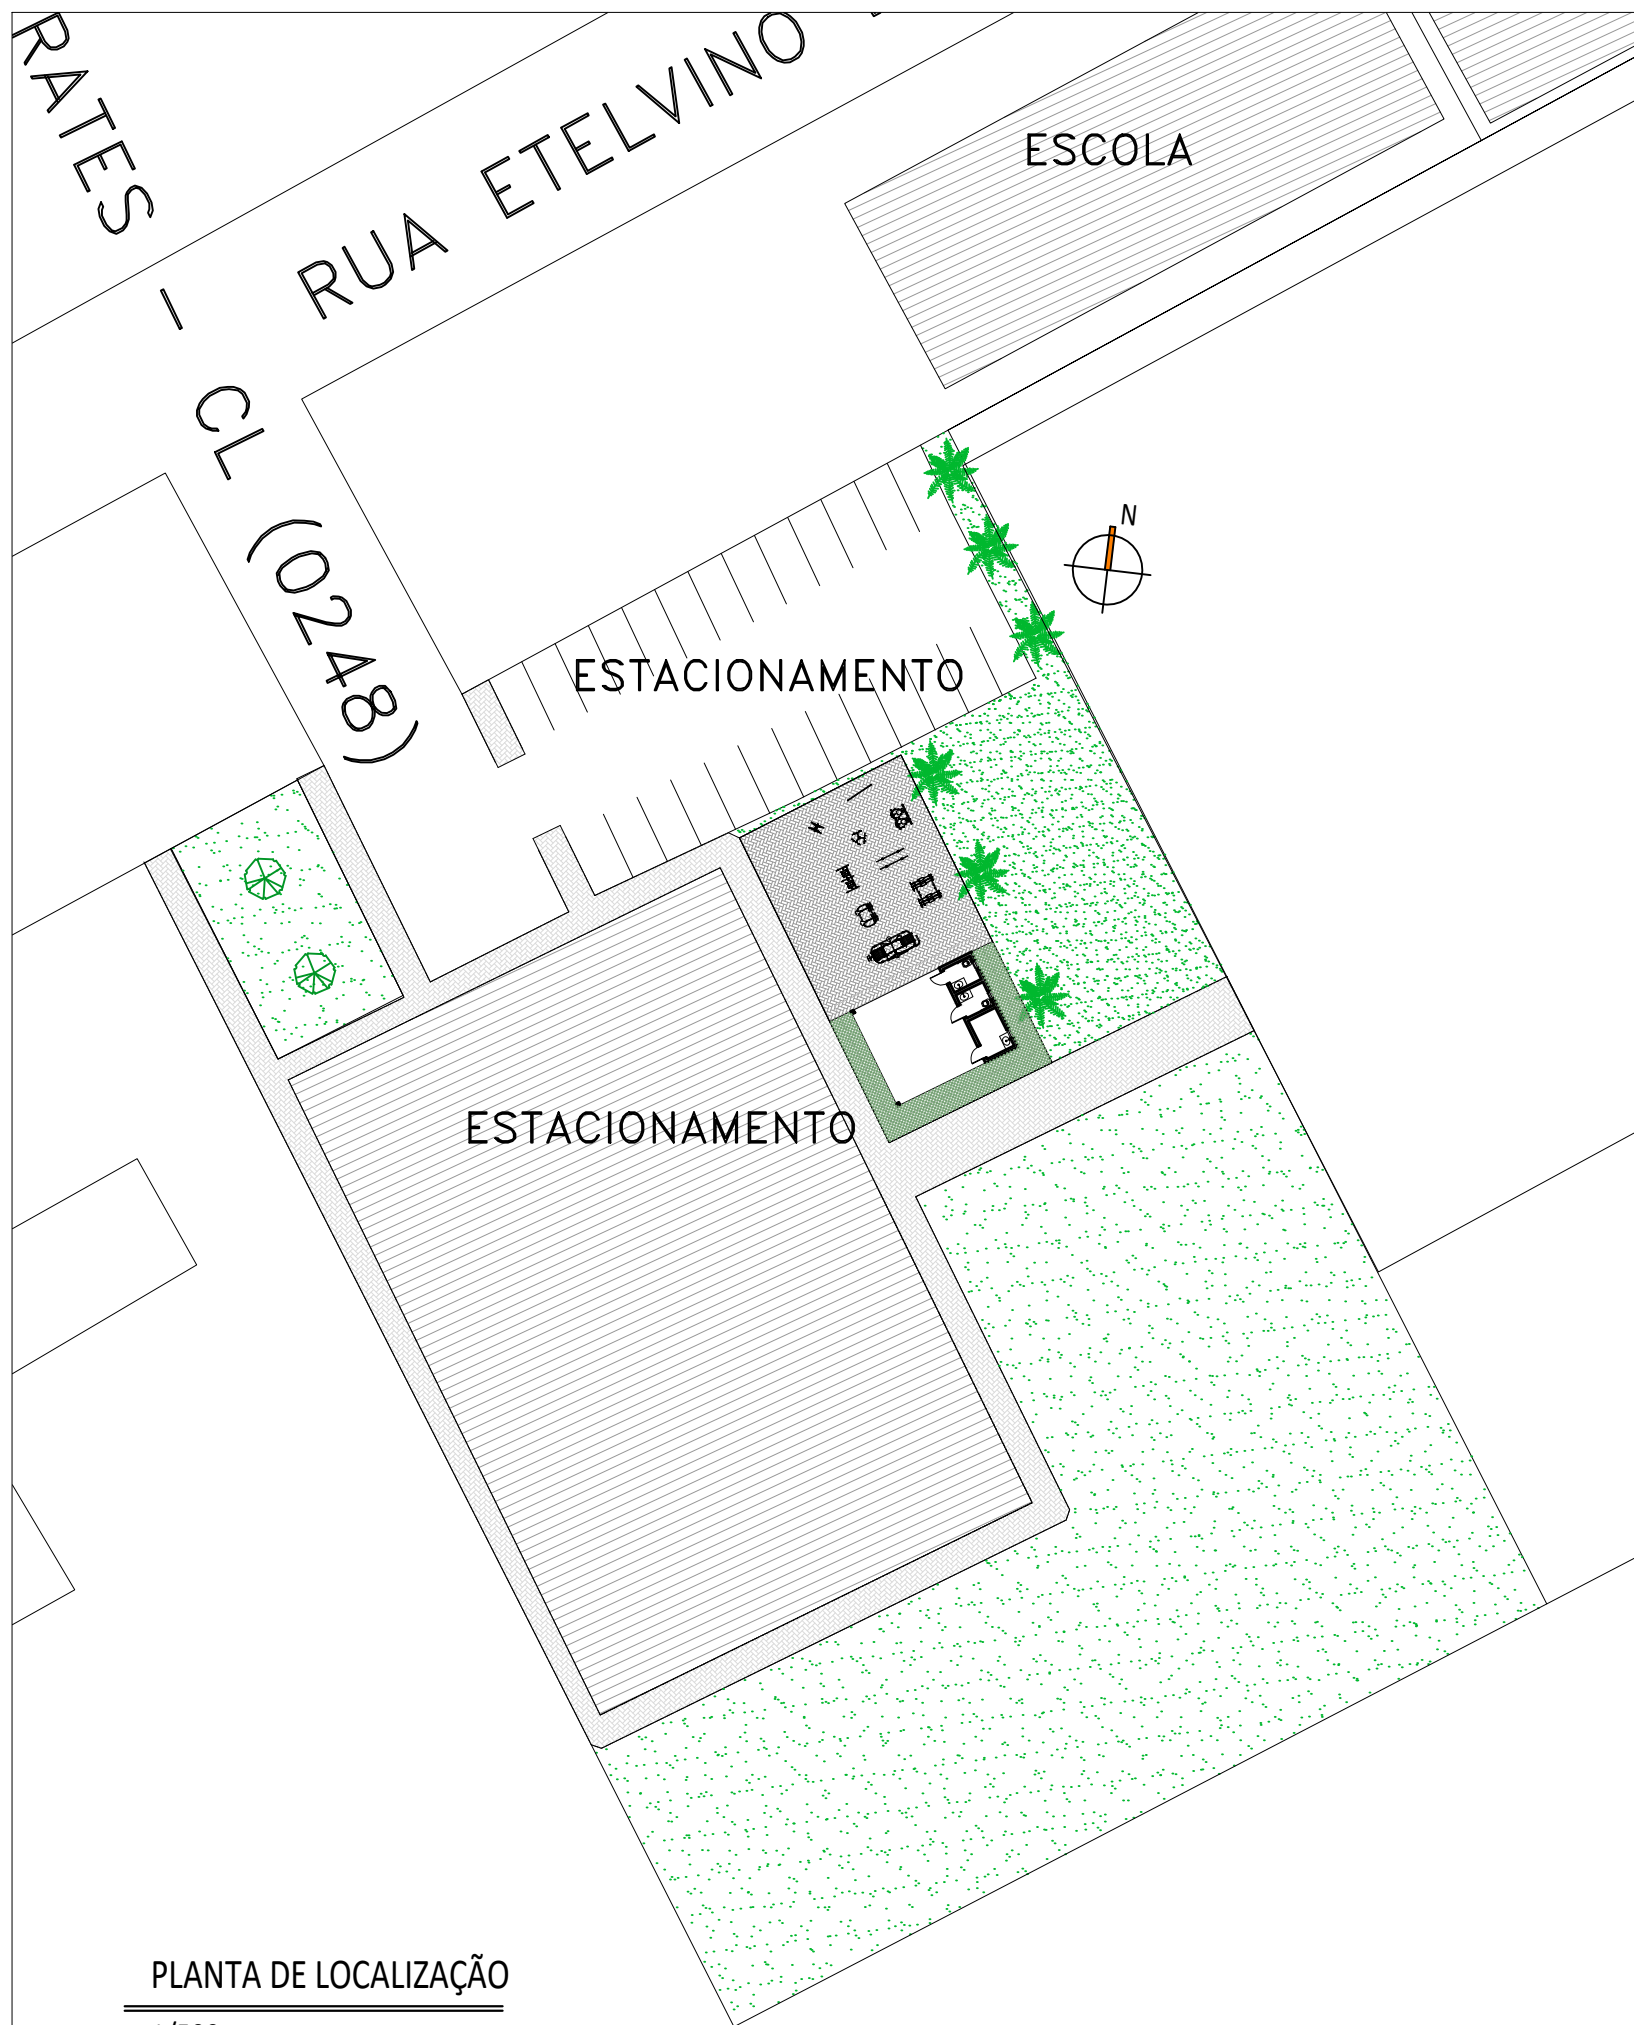 RATES - CL (0248)
RUA ETELVINO
ESCOLA
N
ESTACIONAMENTO
ESTACIONAMENTO
PLANTA DE LOCALIZAÇÃO